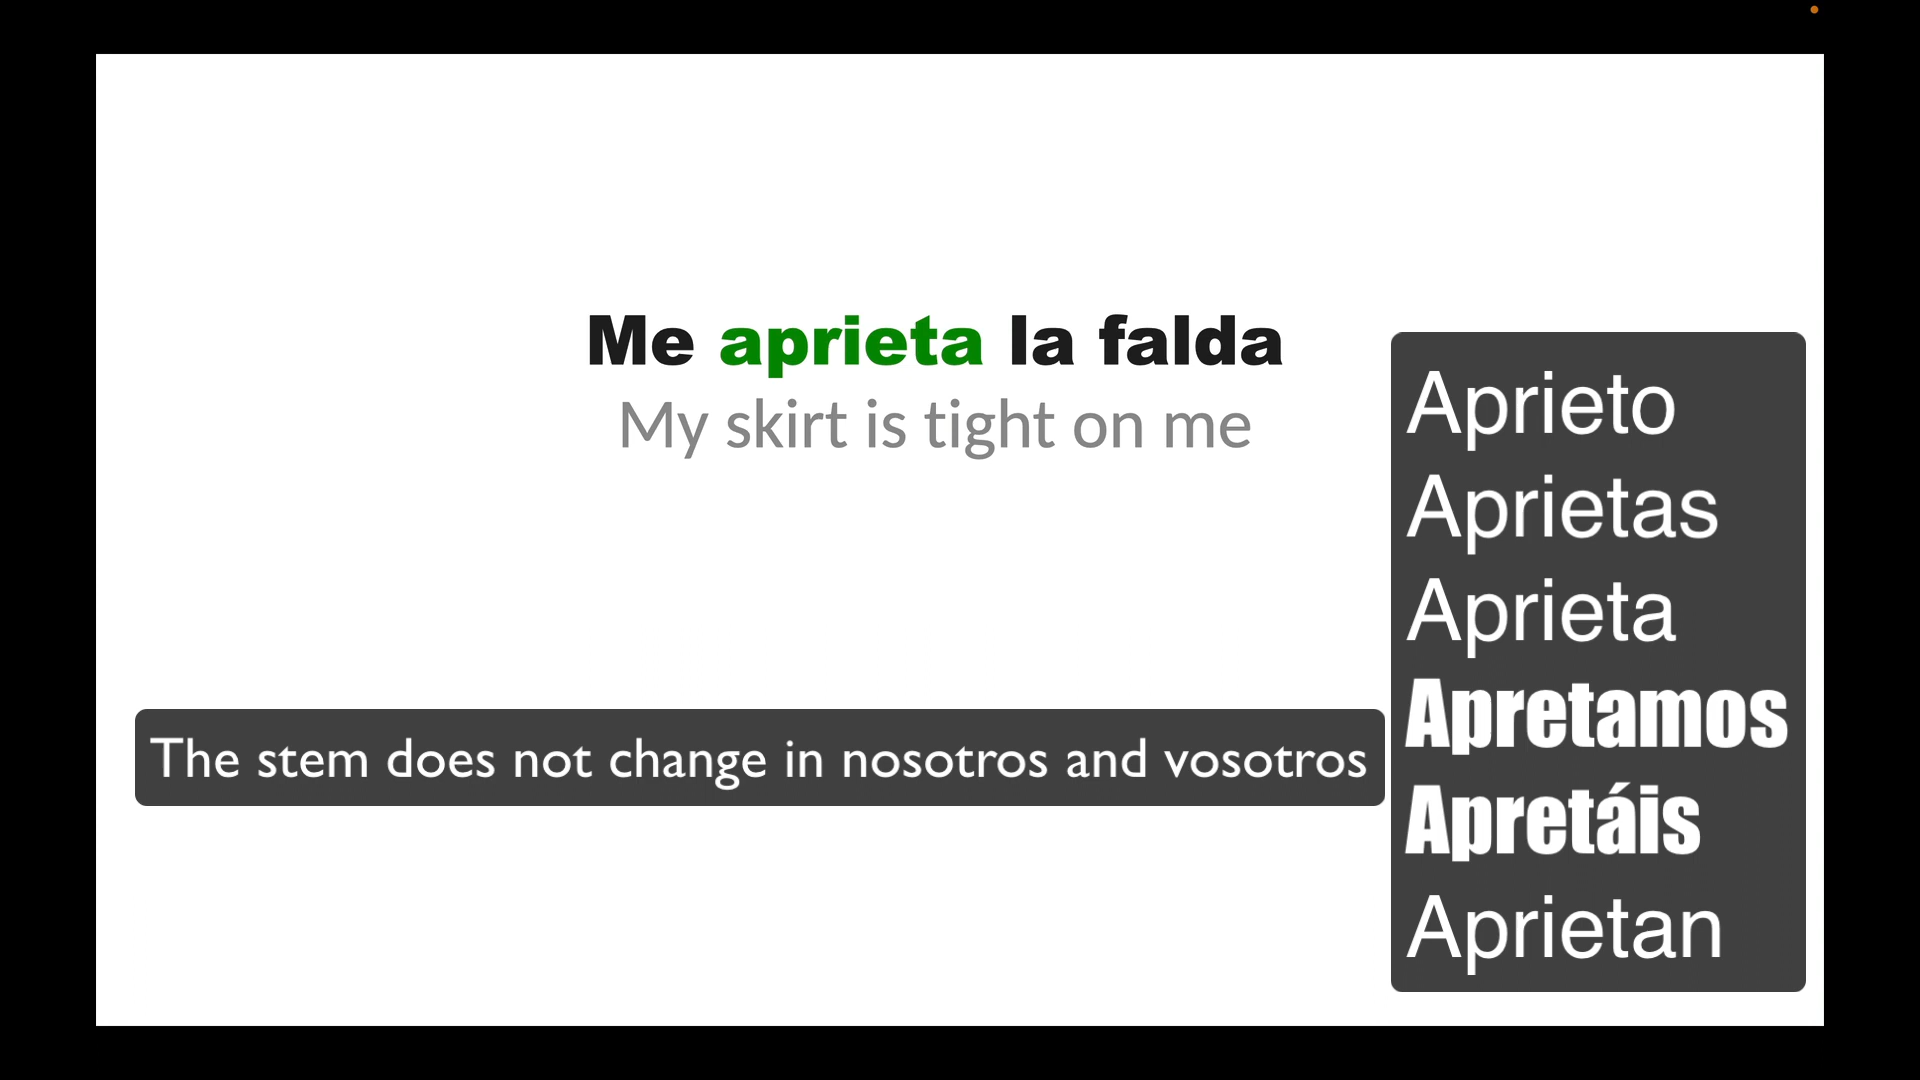 Me aprieta la falda
My skirt is tight on me
The stem does not change in nosotros and vosotros
Aprieto
Aprietas
Aprieta
Apretamos
Apretáis
Aprietan